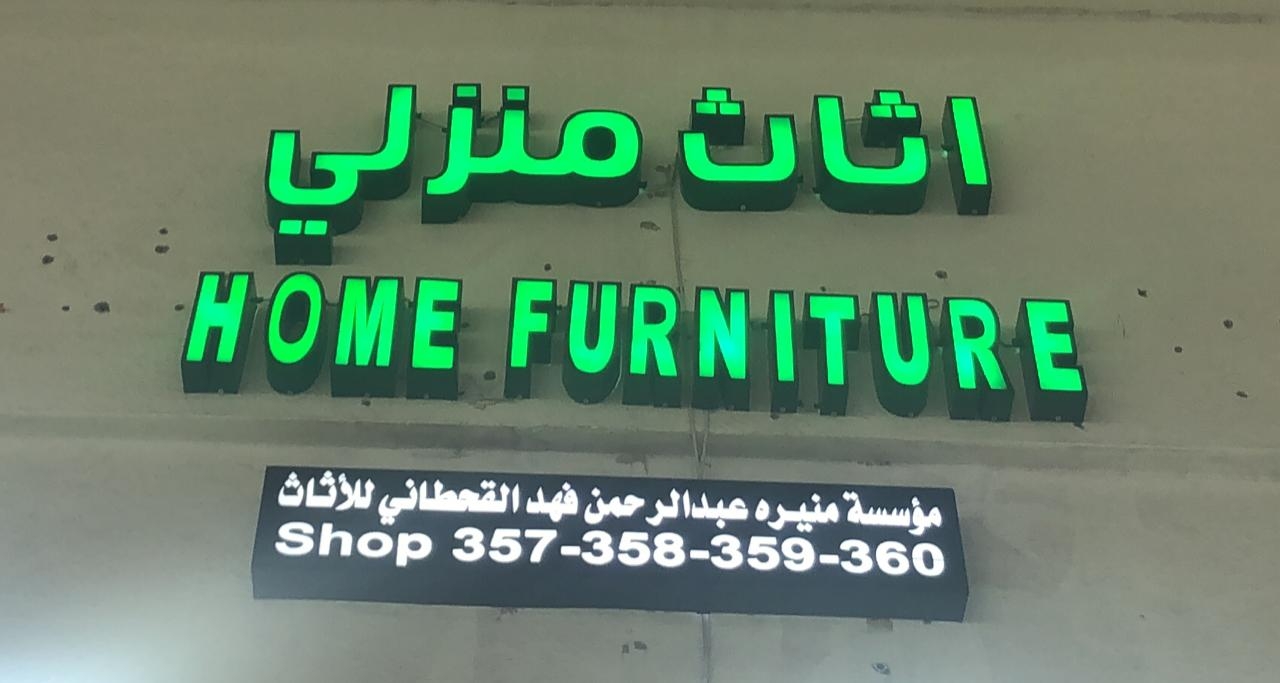 اثاث منزلي
HOME FURNITURE
مؤسسة منيره عبدالرحمن فهد القحطاني للأثاث
Shop 357-358-359-360